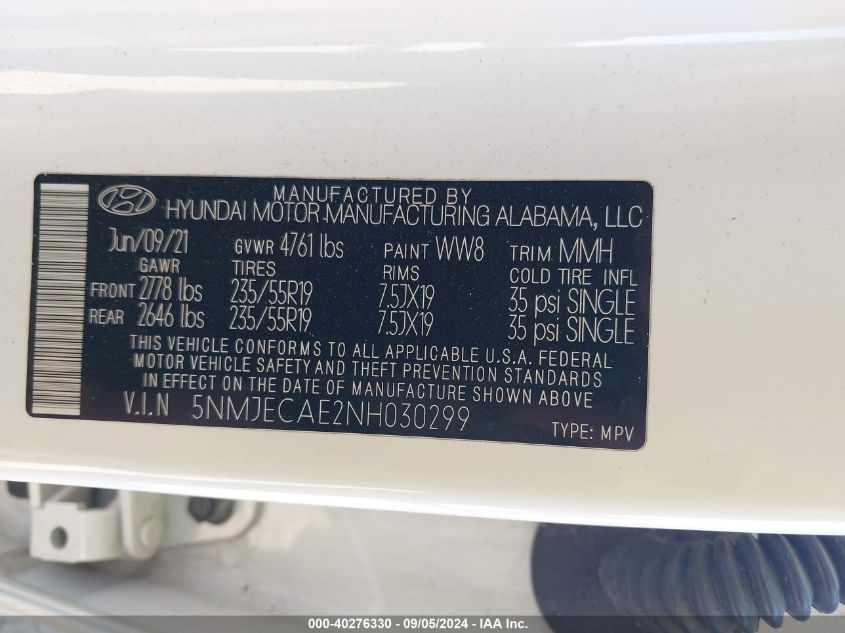 MANUFACTURED BY
HYUNDAI MOTOR MANUFACTURING ALABAMA, LLC
Jun/09/21 GVWR 4761 lbs PAINT WW8 TRIM MMH
GAWR TIRES RIMS COLD TIRE INFL
FRONT 2778 lbs 235/55R19 7.5JX19 35 psi SINGLE
REAR 2646 lbs 235/55R19 7.5JX19 35 psi SINGLE
THIS VEHICLE CONFORMS TO ALL APPLICABLE U.S.A. FEDERAL
MOTOR VEHICLE SAFETY AND THEFT PREVENTION STANDARDS
IN EFFECT ON THE DATE OF MANUFACTURE SHOWN ABOVE
V.I.N 5NMJECAE2NH030299 TYPE: MPV
000-40276330 - 09/05/2024 - IAA Inc.